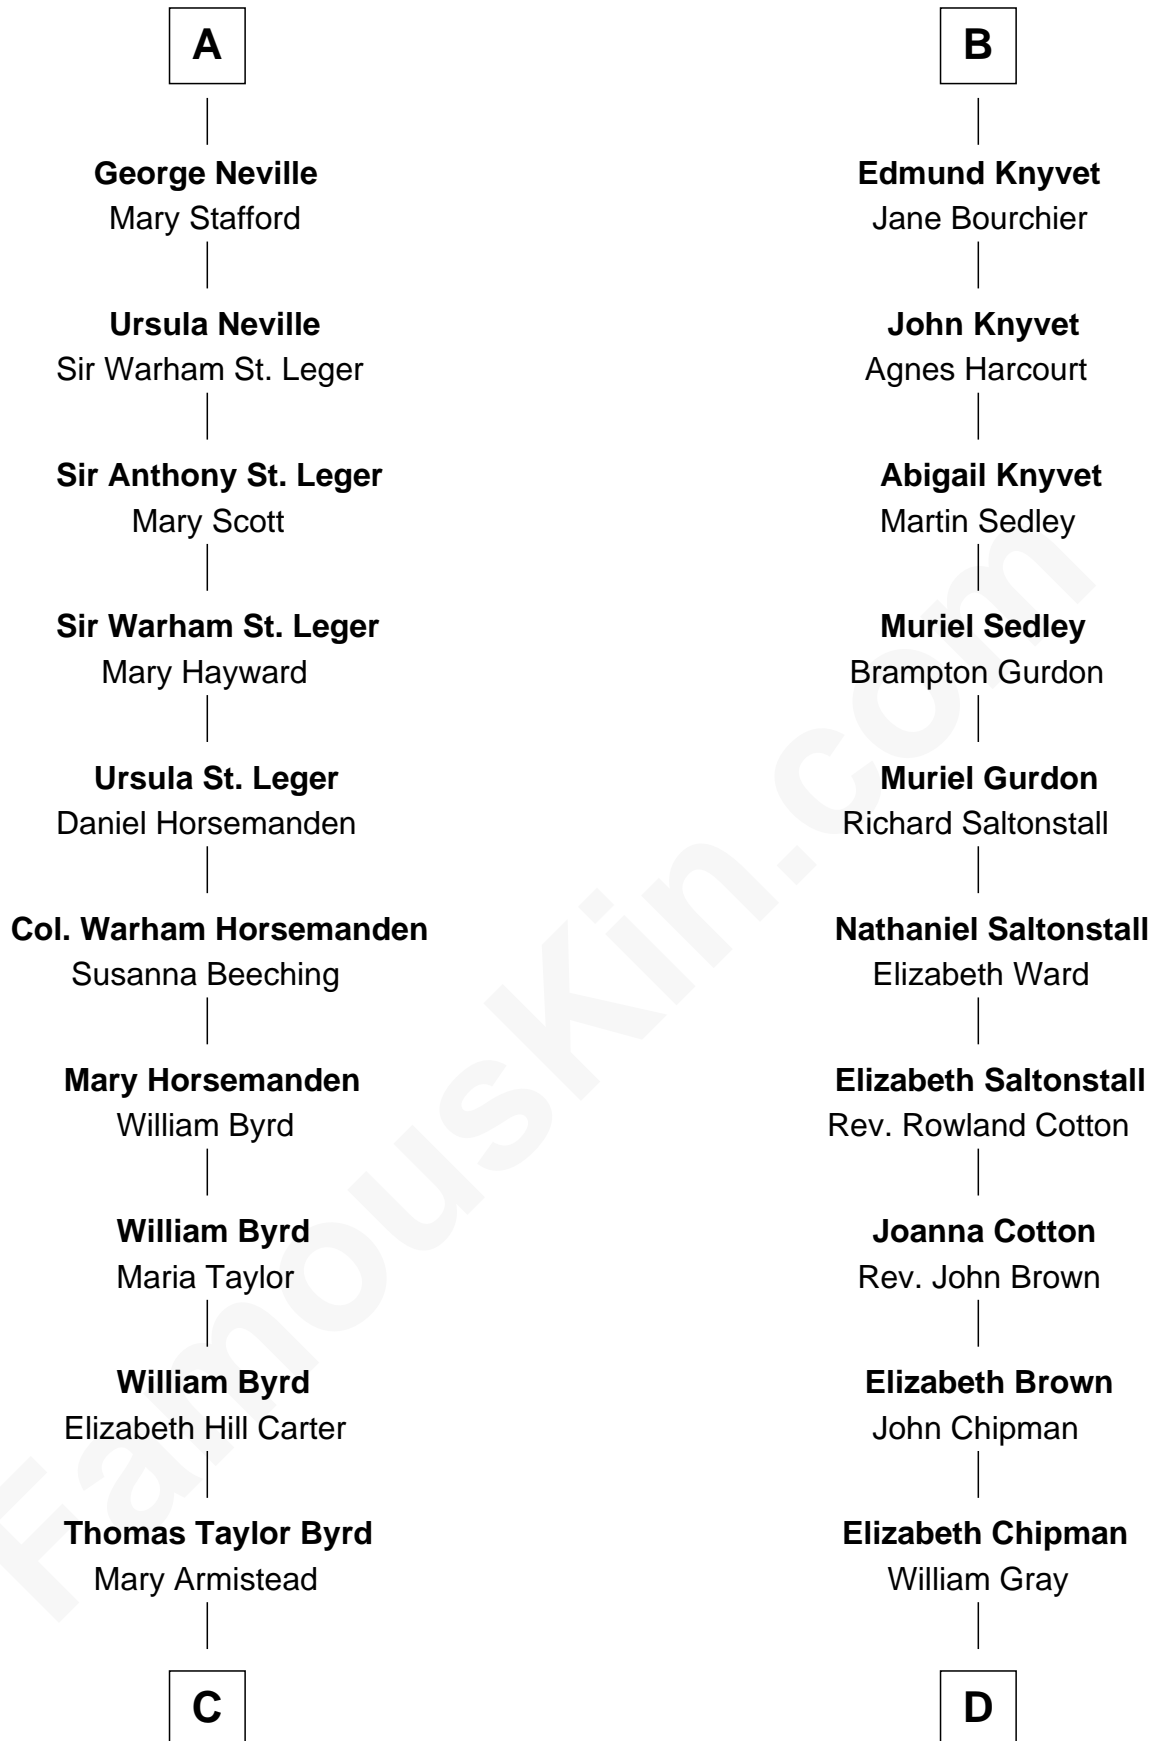 A
George Neville
Mary Stafford
Ursula Neville
Sir Warham St. Leger
Sir Anthony St. Leger
Mary Scott
Sir Warham St. Leger
Mary Hayward
Ursula St. Leger
Daniel Horsemanden
Col. Warham Horsemanden
Susanna Beeching
Mary Horsemanden
William Byrd
William Byrd
Maria Taylor
William Byrd
Elizabeth Hill Carter
Thomas Taylor Byrd
Mary Armistead
C
B
Edmund Knyvet
Jane Bourchier
John Knyvet
Agnes Harcourt
Abigail Knyvet
Martin Sedley
Muriel Sedley
Brampton Gurdon
Muriel Gurdon
Richard Saltonstall
Nathaniel Saltonstall
Elizabeth Ward
Elizabeth Saltonstall
Rev. Rowland Cotton
Joanna Cotton
Rev. John Brown
Elizabeth Brown
John Chipman
Elizabeth Chipman
William Gray
D
FamousKin.com